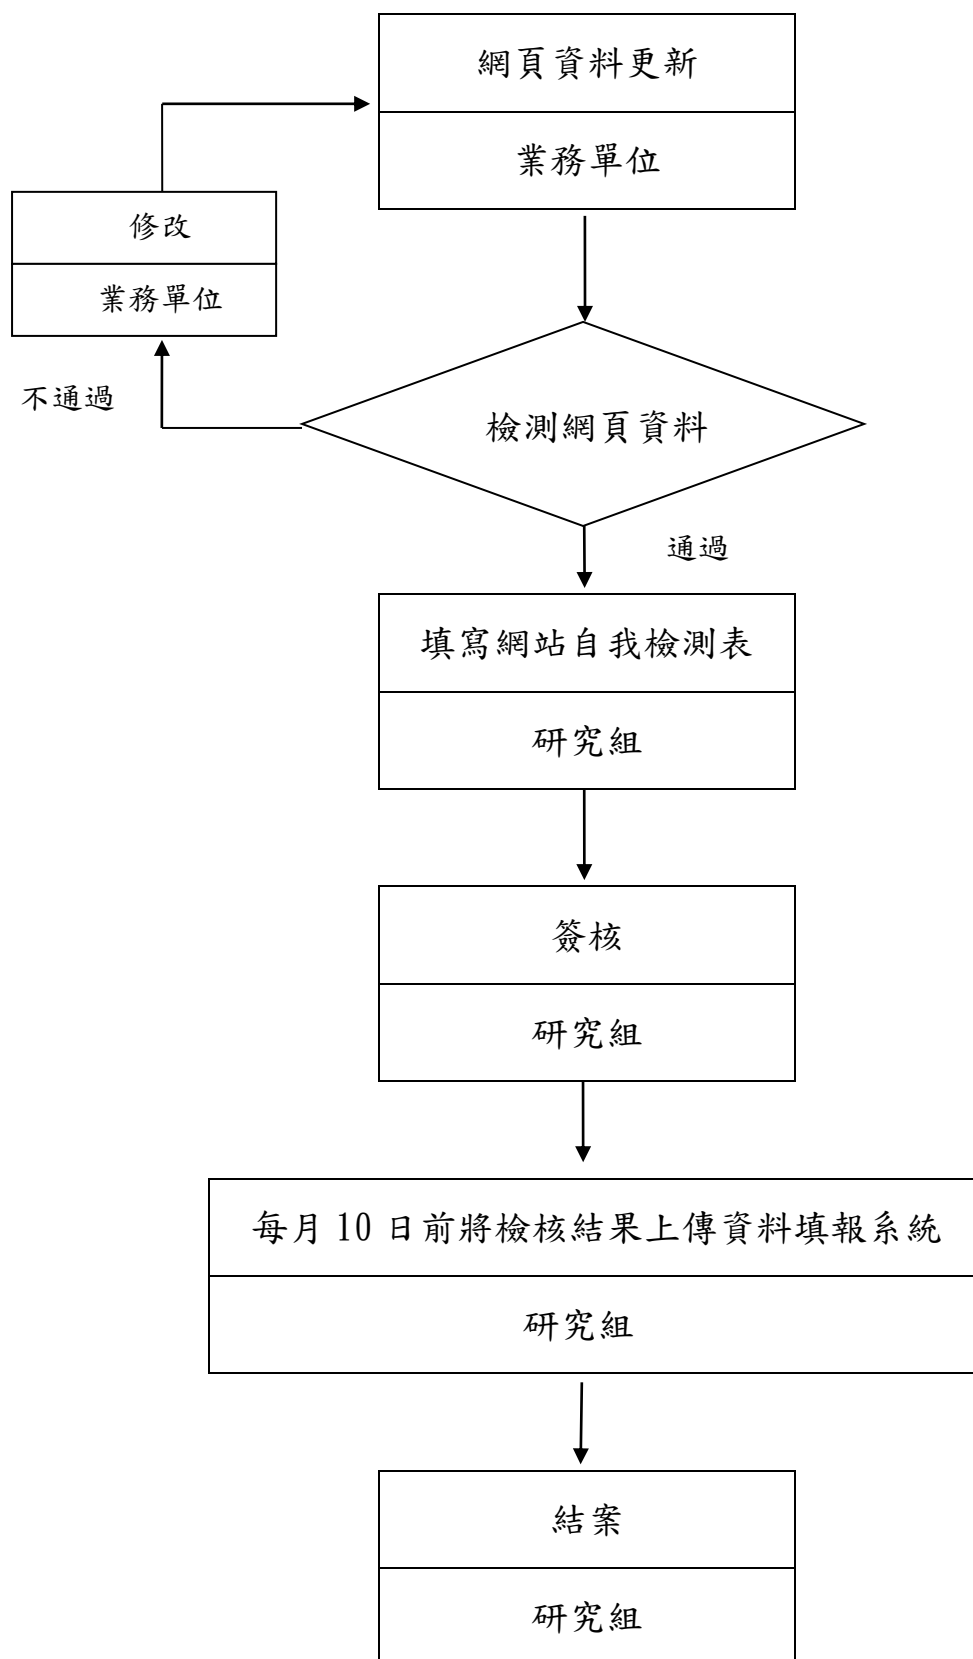 網頁資料更新
業務單位
修改
業務單位
不通過
檢測網頁資料
通過
填寫網站自我檢測表
研究組
簽核
研究組
每月 10 日前將檢核結果上傳資料填報系統
研究組
結案
研究組